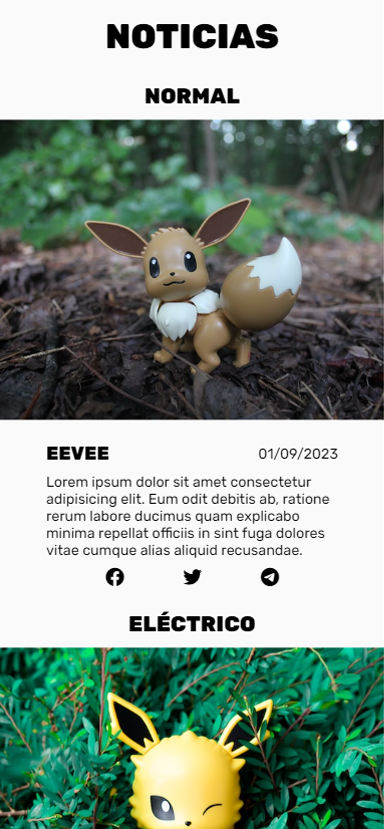 NOTICIAS
NORMAL
EEVEE 01/09/2023
Lorem ipsum dolor sit amet consectetur
adipisicing elit. Eum odit debitis ab, ratione
rerum labore ducimus quam explicabo
minima repellat officiis in sint fuga dolores
vitae cumque alias aliquid recusandae.
ELÉCTRICO